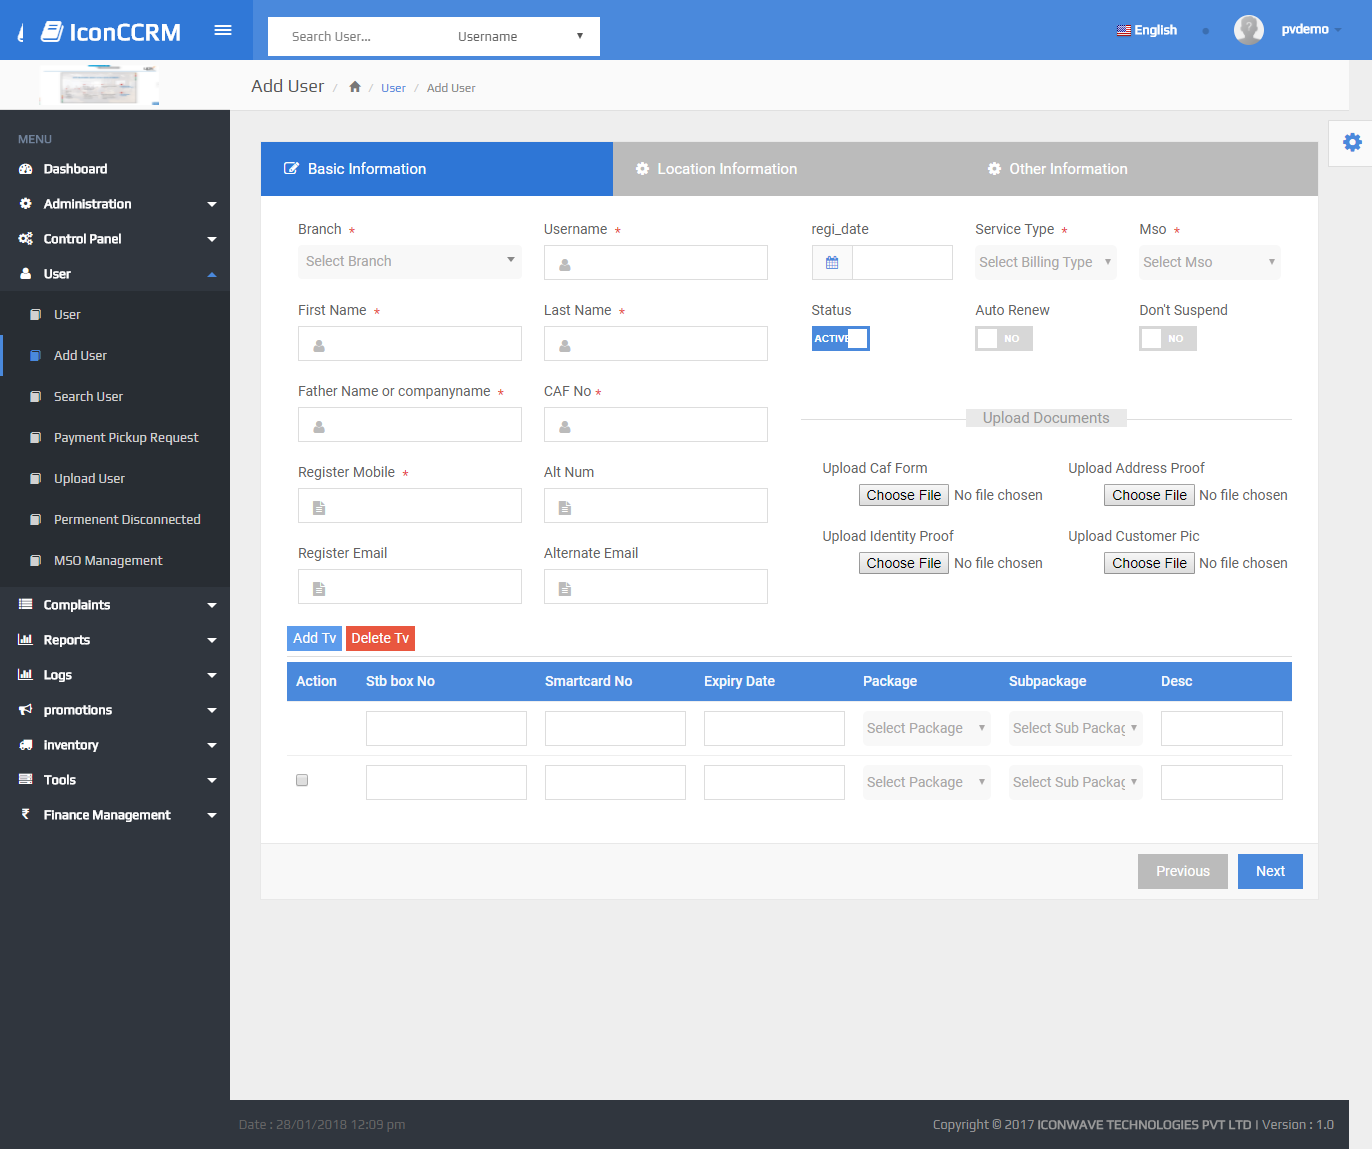 IconCCRM
Search User... Username
English
pvdemo
Add User / / User / Add User
MENU
Dashboard
Administration
Control Panel
User
User
Add User
Search User
Payment Pickup Request
Upload User
Permenent Disconnected
MSO Management
Complaints
Reports
Logs
promotions
Inventory
Tools
Finance Management
Basic Information Location Information Other Information
Branch * Username * regi_date Service Type * Mso *
Select Branch Select Billing Type Select Mso
First Name * Last Name * Status Auto Renew Don't Suspend
ACTIVE NO NO
Father Name or companyname * CAF No *
Upload Documents
Register Mobile * Alt Num
Upload Caf Form Upload Address Proof
Choose File No file chosen Choose File No file chosen
Upload Identity Proof Upload Customer Pic
Choose File No file chosen Choose File No file chosen
Register Email Alternate Email
Add Tv Delete Tv
Action Stb box No Smartcard No Expiry Date Package Subpackage Desc
Select Package Select Sub Packag
Select Package Select Sub Packag
Previous Next
Date : 28/01/2018 12:09 pm
Copyright © 2017 ICONWAVE TECHNOLOGIES PVT LTD | Version : 1.0